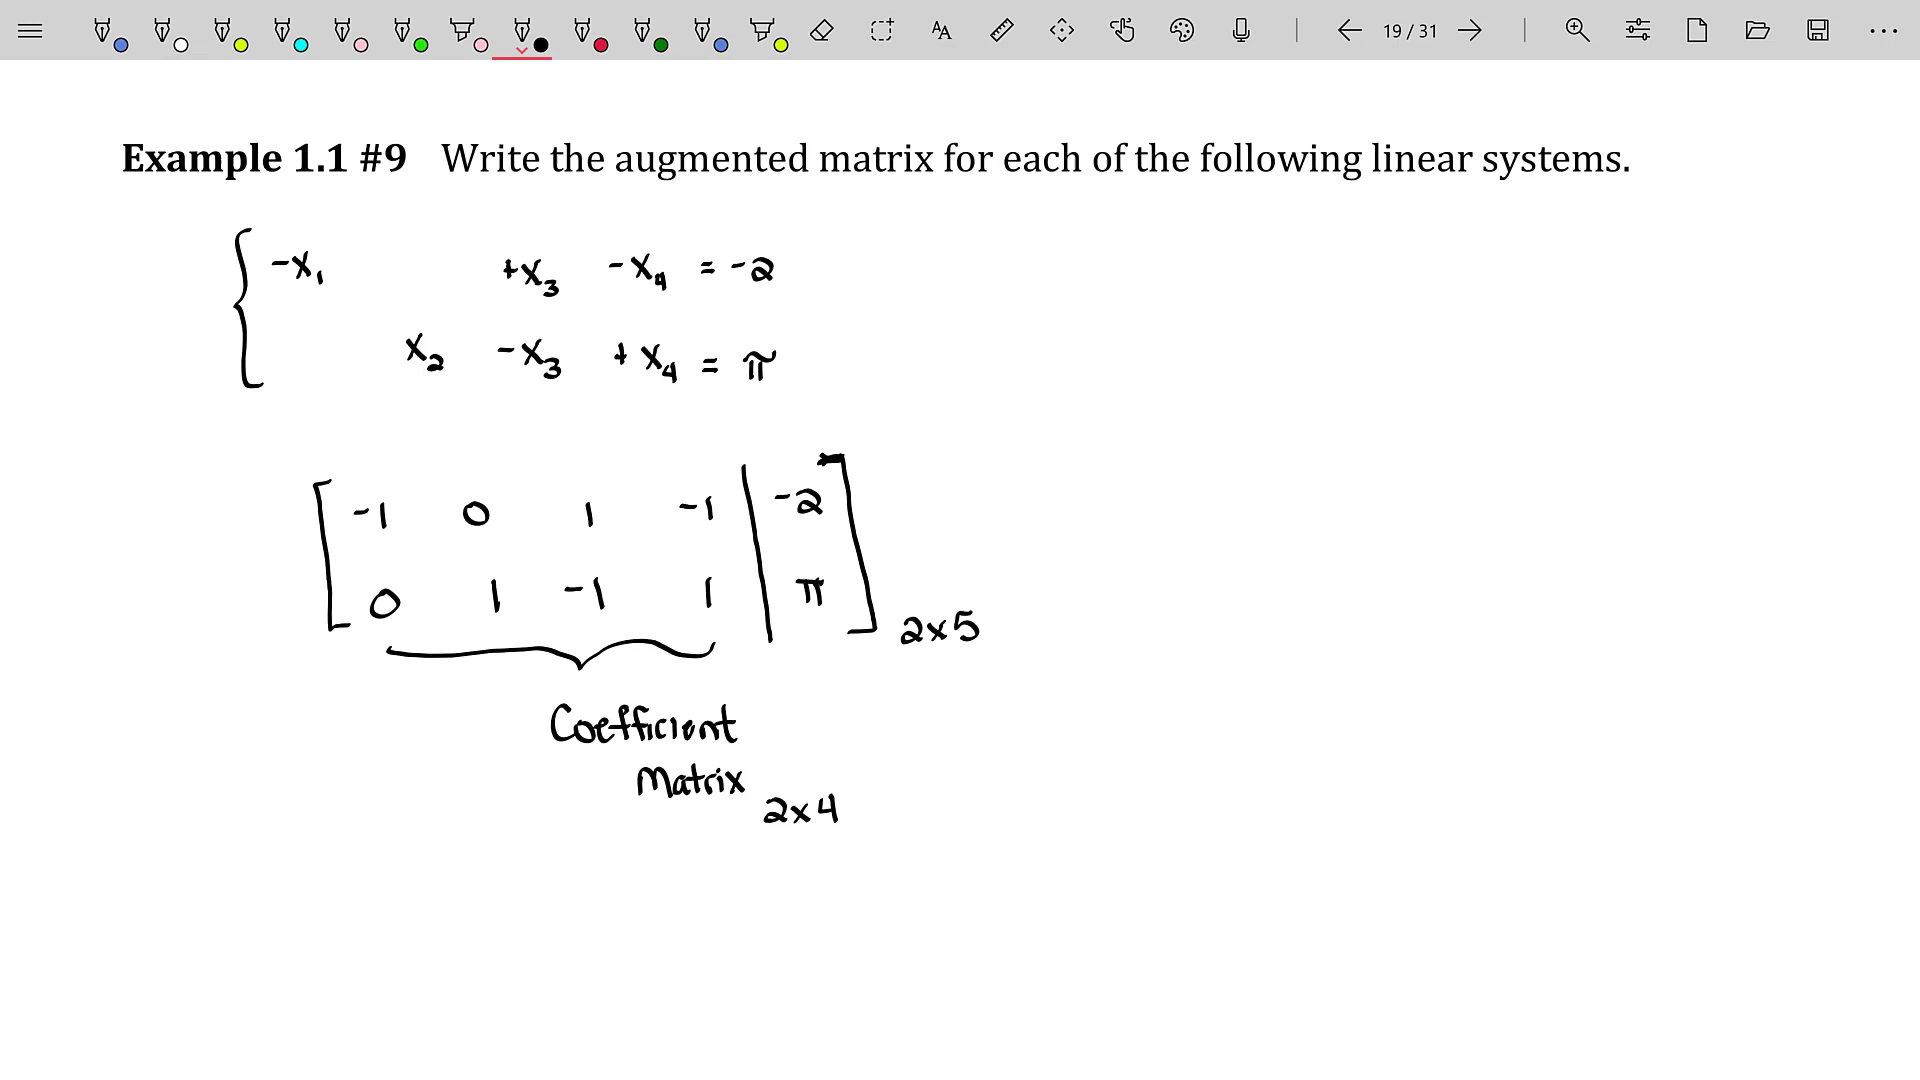 19 / 31
Example 1.1 #9 Write the augmented matrix for each of the following linear systems.
-x₁ +x₃ -x₄ = -2
x₂ -x₃ +x₄ = π
-1 0 1 -1 | -2
0 1 -1 1 | π
2x5
Coefficient
Matrix
2x4